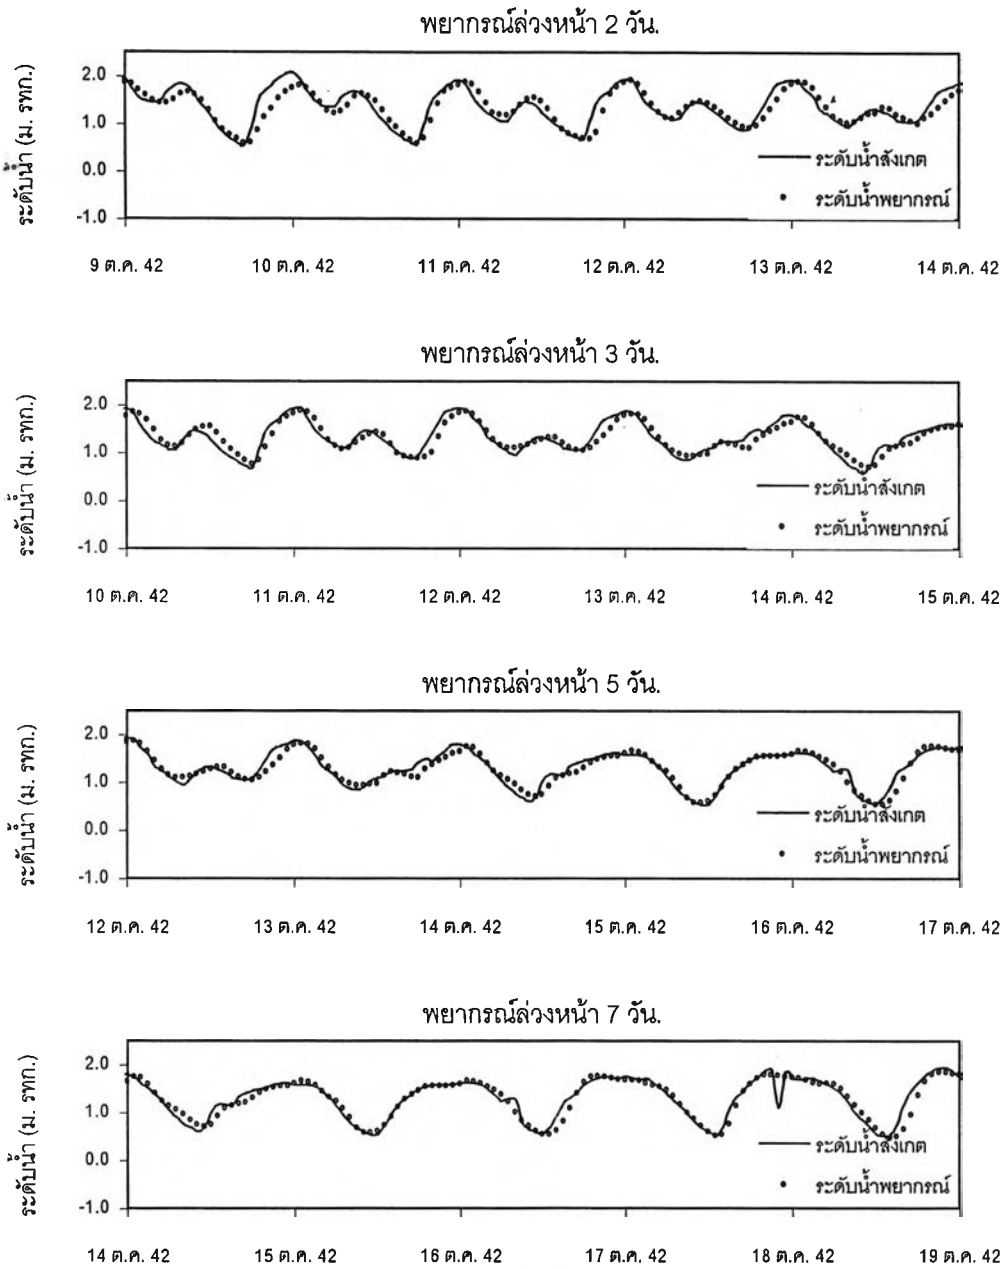 พยากรณ์ล่วงหน้า 2 วัน.
ระดับน้ำ (ม. รทก.)
2.0
1.0
0.0
-1.0
ระดับน้ำสังเกต
ระดับน้ำพยากรณ์
9 ต.ค. 42 10 ต.ค. 42 11 ต.ค. 42 12 ต.ค. 42 13 ต.ค. 42 14 ต.ค. 42
พยากรณ์ล่วงหน้า 3 วัน.
ระดับน้ำ (ม. รทก.)
2.0
1.0
0.0
-1.0
ระดับน้ำสังเกต
ระดับน้ำพยากรณ์
10 ต.ค. 42 11 ต.ค. 42 12 ต.ค. 42 13 ต.ค. 42 14 ต.ค. 42 15 ต.ค. 42
พยากรณ์ล่วงหน้า 5 วัน.
ระดับน้ำ (ม. รทก.)
2.0
1.0
0.0
-1.0
ระดับน้ำสังเกต
ระดับน้ำพยากรณ์
12 ต.ค. 42 13 ต.ค. 42 14 ต.ค. 42 15 ต.ค. 42 16 ต.ค. 42 17 ต.ค. 42
พยากรณ์ล่วงหน้า 7 วัน.
ระดับน้ำ (ม. รทก.)
2.0
1.0
0.0
-1.0
ระดับน้ำสังเกต
ระดับน้ำพยากรณ์
14 ต.ค. 42 15 ต.ค. 42 16 ต.ค. 42 17 ต.ค. 42 18 ต.ค. 42 19 ต.ค. 42